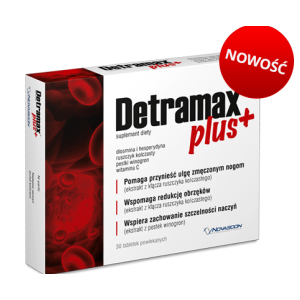 NOWOŚĆ
Detramax
plus+
suplement diety
diosmina i hesperydyna
ruszczyk kolczasty
pestki winogron
witamina C
Pomaga przynieść ulgę zmęczonym nogom
(ekstrakt z kłącza ruszczyka kolczastego)
Wspomaga redukcję obrzęków
(ekstrakt z kłącza ruszczyka kolczastego)
Wspiera zachowanie szczelności naczyń
(ekstrakt z pestek winogron)
30 tabletek powlekanych
NOVASCON
Detramax
plus+